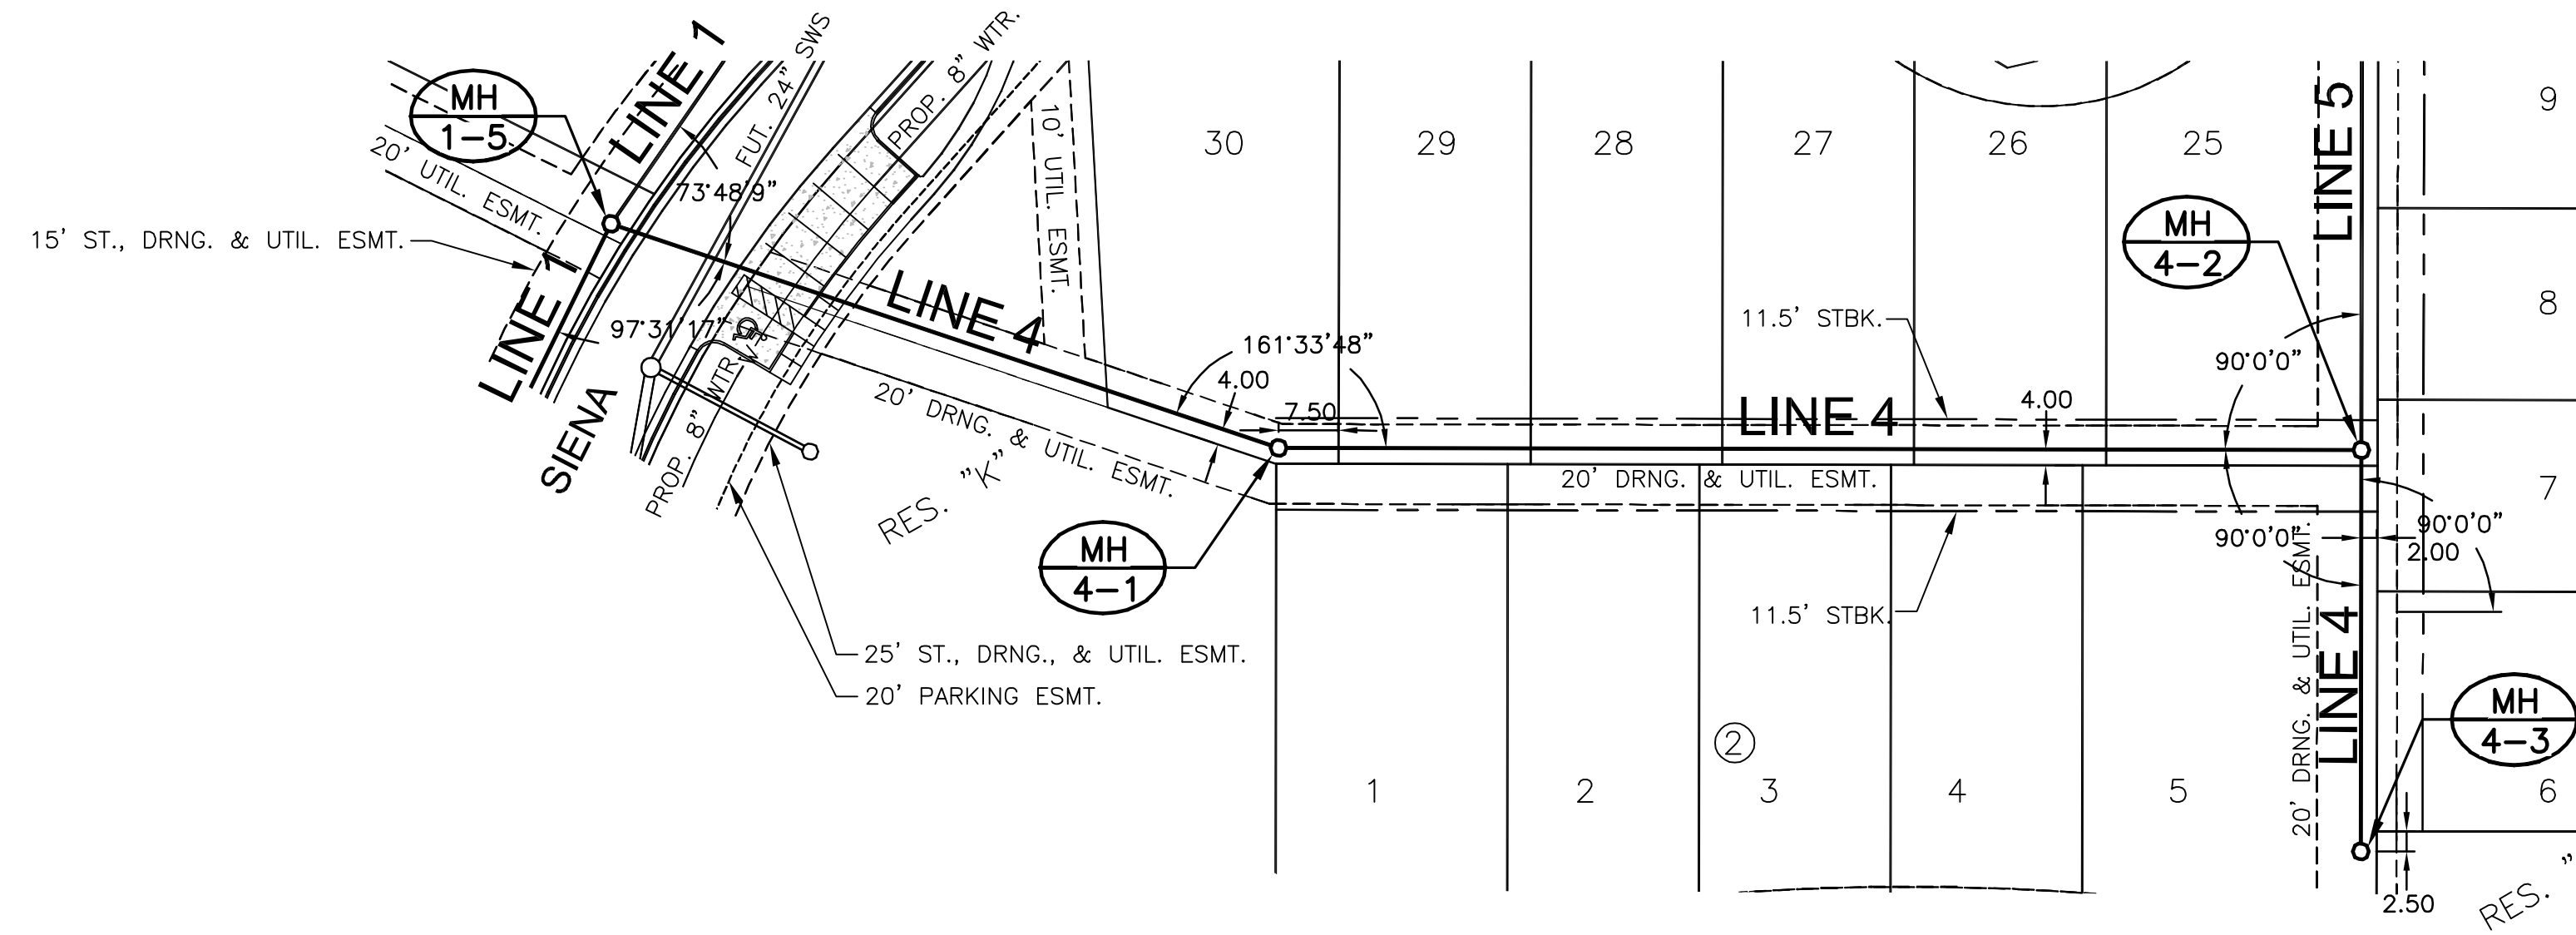 LINE 1
FUT. 24" SWS
PROP. 8" WTR.
MH
1-5
20' UTIL. ESMT.
73°48'9"
15' ST., DRNG. & UTIL. ESMT.
10' UTIL. ESMT.
30
29
28
27
26
25
LINE 5
9
MH
4-2
8
LINE 1
97°31'17"
LINE 4
161°33'48"
4.00
7.50
11.5' STBK.
LINE 4
4.00
90°0'0"
SIENA
PROP. 8" WTR
20' DRNG. & UTIL. ESMT.
RES. "K"
20' DRNG. & UTIL. ESMT.
7
90°0'0"
90°0'0"
2.00
MH
4-1
11.5' STBK.
25' ST., DRNG., & UTIL. ESMT.
20' PARKING ESMT.
20' DRNG. & UTIL. ESMT.
LINE 4
MH
4-3
2
1
2
3
4
5
6
2.50
RES. "